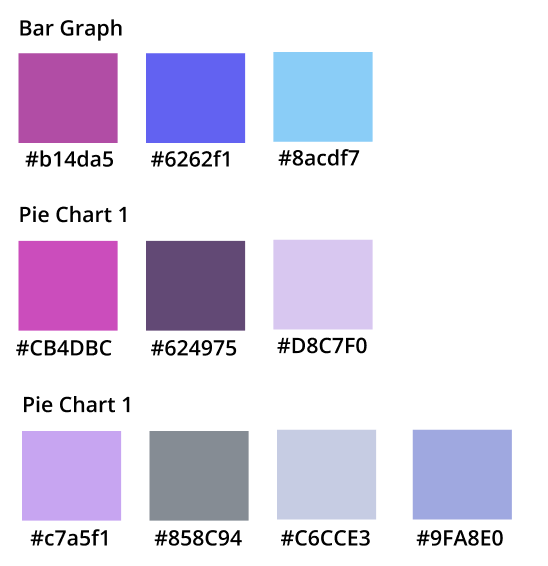 Bar Graph
#b14da5 #6262f1 #8acdf7
Pie Chart 1
#CB4DBC #624975 #D8C7F0
Pie Chart 1
#c7a5f1 #858C94 #C6CCE3 #9FA8E0